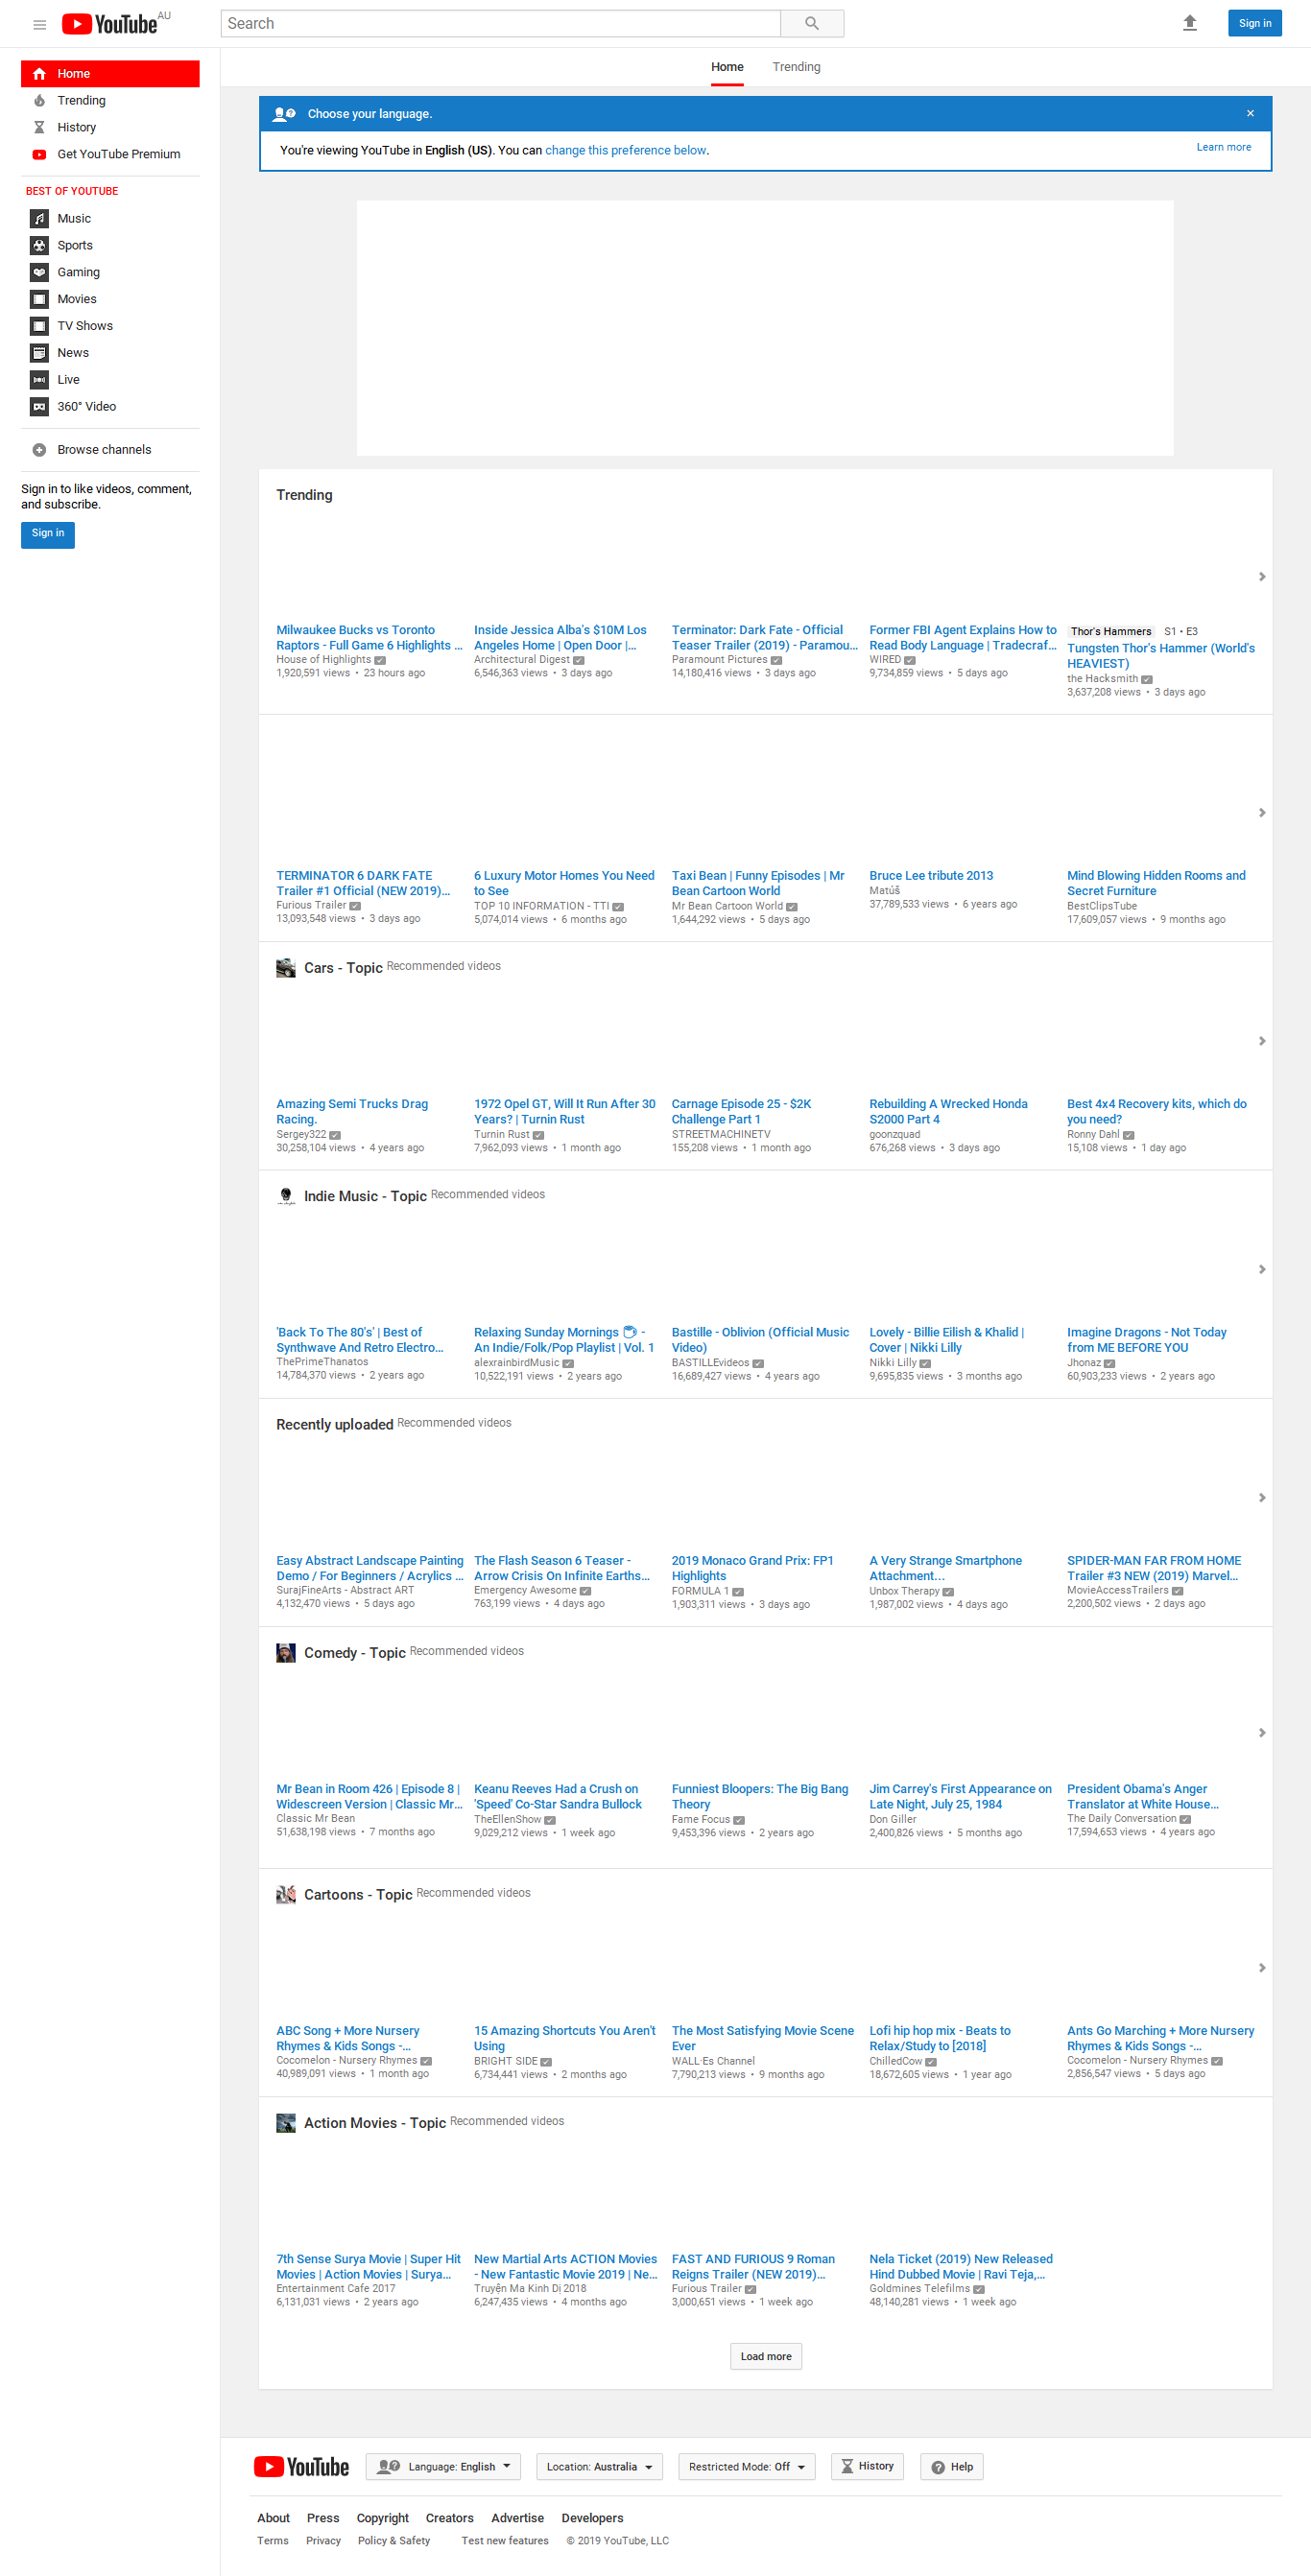 YouTube AU
Search
Sign in
Home
Trending
History
Get YouTube Premium
BEST OF YOUTUBE
Music
Sports
Gaming
Movies
TV Shows
News
Live
360° Video
Browse channels
Sign in to like videos, comment,
and subscribe.
Sign in
Home Trending
Choose your language. ×
You're viewing YouTube in English (US). You can change this preference below. Learn more
Trending
Milwaukee Bucks vs Toronto
Raptors - Full Game 6 Highlights ...
House of Highlights
1,920,591 views • 23 hours ago
Inside Jessica Alba's $10M Los
Angeles Home | Open Door |...
Architectural Digest
6,546,363 views • 3 days ago
Terminator: Dark Fate - Official
Teaser Trailer (2019) - Paramou...
Paramount Pictures
14,180,416 views • 3 days ago
Former FBI Agent Explains How to
Read Body Language | Tradecraf...
WIRED
9,734,859 views • 5 days ago
Thor's Hammers S1 • E3
Tungsten Thor's Hammer (World's
HEAVIEST)
the Hacksmith
3,637,208 views • 3 days ago
TERMINATOR 6 DARK FATE
Trailer #1 Official (NEW 2019)...
Furious Trailer
13,093,548 views • 3 days ago
6 Luxury Motor Homes You Need
to See
TOP 10 INFORMATION - TTI
5,074,014 views • 6 months ago
Taxi Bean | Funny Episodes | Mr
Bean Cartoon World
Mr Bean Cartoon World
1,644,292 views • 5 days ago
Bruce Lee tribute 2013
Matúš
37,789,533 views • 6 years ago
Mind Blowing Hidden Rooms and
Secret Furniture
BestClipsTube
17,609,057 views • 9 months ago
Cars - Topic Recommended videos
Amazing Semi Trucks Drag
Racing.
Sergey322
30,258,104 views • 4 years ago
1972 Opel GT, Will It Run After 30
Years? | Turnin Rust
Turnin Rust
7,962,093 views • 1 month ago
Carnage Episode 25 - $2K
Challenge Part 1
STREETMACHINETV
155,208 views • 1 month ago
Rebuilding A Wrecked Honda
S2000 Part 4
goonzquad
676,268 views • 3 days ago
Best 4x4 Recovery kits, which do
you need?
Ronny Dahl
15,108 views • 1 day ago
Indie Music - Topic Recommended videos
'Back To The 80's' | Best of
Synthwave And Retro Electro...
ThePrimeThanatos
14,784,370 views • 2 years ago
Relaxing Sunday Mornings ☕ -
An Indie/Folk/Pop Playlist | Vol. 1
alexrainbirdMusic
10,522,191 views • 2 years ago
Bastille - Oblivion (Official Music
Video)
BASTILLEvideos
16,689,427 views • 4 years ago
Lovely - Billie Eilish & Khalid |
Cover | Nikki Lilly
Nikki Lilly
9,695,835 views • 3 months ago
Imagine Dragons - Not Today
from ME BEFORE YOU
Jhonaz
60,903,233 views • 2 years ago
Recently uploaded Recommended videos
Easy Abstract Landscape Painting
Demo / For Beginners / Acrylics ...
SurajFineArts - Abstract ART
4,132,470 views • 5 days ago
The Flash Season 6 Teaser -
Arrow Crisis On Infinite Earths...
Emergency Awesome
763,199 views • 4 days ago
2019 Monaco Grand Prix: FP1
Highlights
FORMULA 1
1,903,311 views • 3 days ago
A Very Strange Smartphone
Attachment...
Unbox Therapy
1,987,002 views • 4 days ago
SPIDER-MAN FAR FROM HOME
Trailer #3 NEW (2019) Marvel...
MovieAccessTrailers
2,200,502 views • 2 days ago
Comedy - Topic Recommended videos
Mr Bean in Room 426 | Episode 8 |
Widescreen Version | Classic Mr...
Classic Mr Bean
51,638,198 views • 7 months ago
Keanu Reeves Had a Crush on
'Speed' Co-Star Sandra Bullock
TheEllenShow
9,029,212 views • 1 week ago
Funniest Bloopers: The Big Bang
Theory
Fame Focus
9,453,396 views • 2 years ago
Jim Carrey's First Appearance on
Late Night, July 25, 1984
Don Giller
2,400,826 views • 5 months ago
President Obama's Anger
Translator at White House...
The Daily Conversation
17,594,653 views • 4 years ago
Cartoons - Topic Recommended videos
ABC Song + More Nursery
Rhymes & Kids Songs -...
Cocomelon - Nursery Rhymes
40,989,091 views • 1 month ago
15 Amazing Shortcuts You Aren't
Using
BRIGHT SIDE
6,734,441 views • 2 months ago
The Most Satisfying Movie Scene
Ever
WALL·Es Channel
7,790,213 views • 9 months ago
Lofi hip hop mix - Beats to
Relax/Study to [2018]
ChilledCow
18,672,605 views • 1 year ago
Ants Go Marching + More Nursery
Rhymes & Kids Songs -...
Cocomelon - Nursery Rhymes
2,856,547 views • 5 days ago
Action Movies - Topic Recommended videos
7th Sense Surya Movie | Super Hit
Movies | Action Movies | Surya...
Entertainment Cafe 2017
6,131,031 views • 2 years ago
New Martial Arts ACTION Movies
- New Fantastic Movie 2019 | Ne...
Truyện Ma Kinh Dị 2018
6,247,435 views • 4 months ago
FAST AND FURIOUS 9 Roman
Reigns Trailer (NEW 2019)...
Furious Trailer
3,000,651 views • 1 week ago
Nela Ticket (2019) New Released
Hind Dubbed Movie | Ravi Teja,...
Goldmines Telefilms
48,140,281 views • 1 week ago
Load more
YouTube Language: English Location: Australia Restricted Mode: Off History Help
About Press Copyright Creators Advertise Developers
Terms Privacy Policy & Safety Test new features © 2019 YouTube, LLC